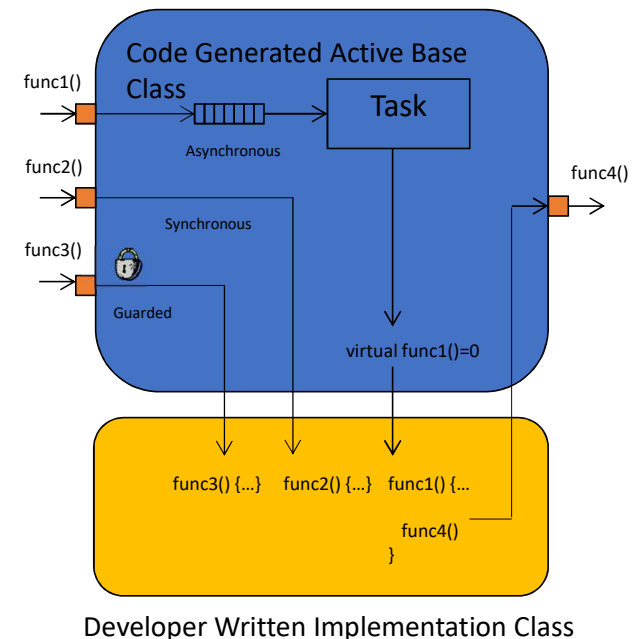 Code Generated Active Base
Class
func1()
Task
Asynchronous
func2()
func4()
Synchronous
func3()
Guarded
virtual func1()=0
func3() {…}
func2() {…}
func1() {…
func4()
}
Developer Written Implementation Class